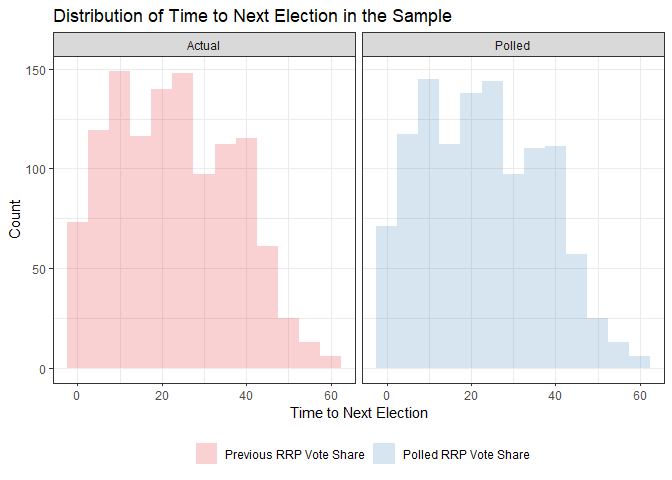 Distribution of Time to Next Election in the Sample
Actual
Polled
150
100
50
0
Count
0 20 40 60
0 20 40 60
Time to Next Election
Previous RRP Vote Share
Polled RRP Vote Share